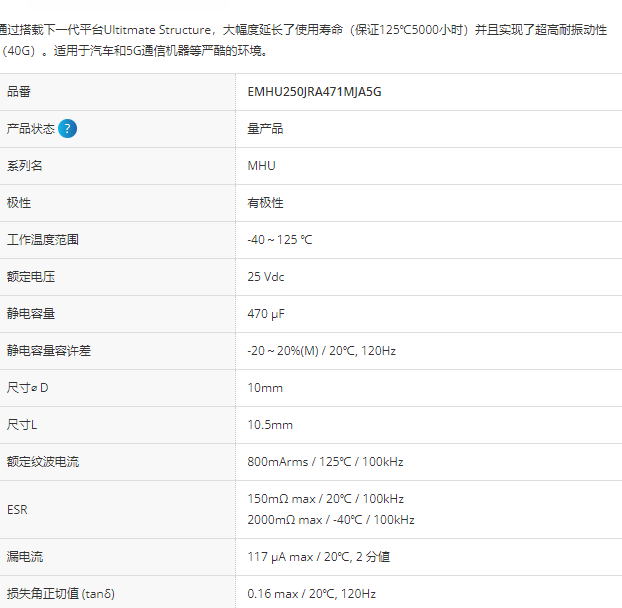 通过搭载下一代平台Ultitmate Structure，大幅度延长了使用寿命（保证125℃5000小时）并且实现了超高耐振动性
（40G）。适用于汽车和5G通信机器等严酷的环境。
品番 EMHU250JRA471MJA5G
产品状态 ? 量产品
系列名 MHU
极性 有极性
工作温度范围 -40 ~ 125 ℃
额定电压 25 Vdc
静电容量 470 µF
静电容量容许差 -20 ~ 20%(M) / 20℃, 120Hz
尺寸⌀ D 10mm
尺寸L 10.5mm
额定纹波电流 800mArms / 125℃ / 100kHz
ESR 150mΩ max / 20℃ / 100kHz
2000mΩ max / -40℃ / 100kHz
漏电流 117 µA max / 20℃, 2 分値
损失角正切值 (tanδ) 0.16 max / 20℃, 120Hz